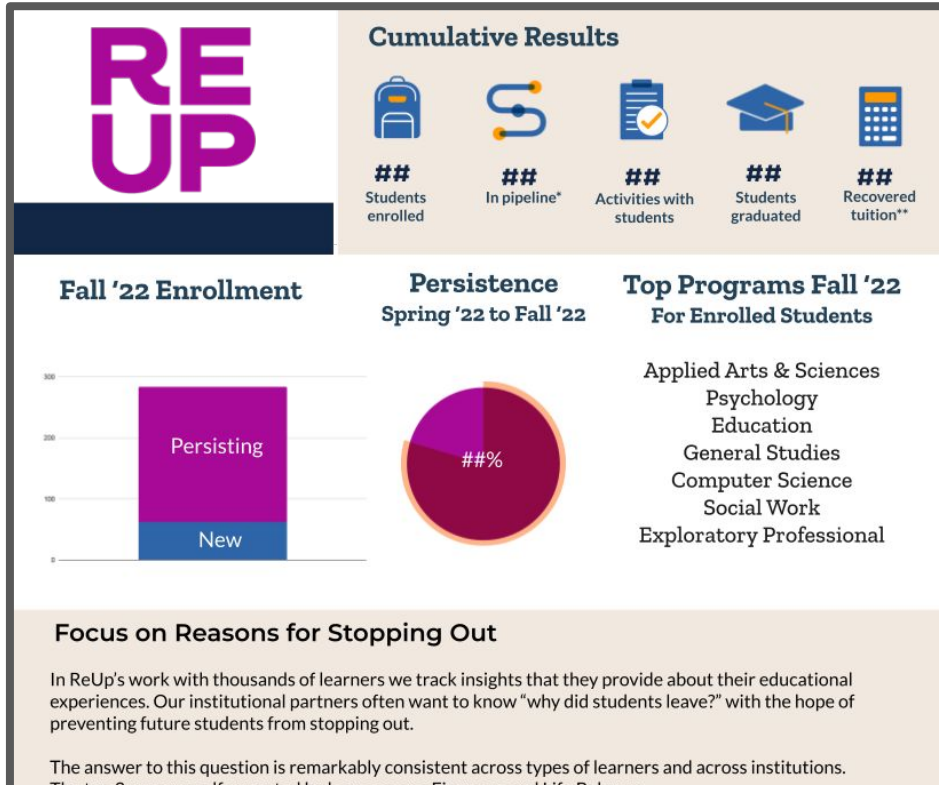 RE
UP
Cumulative Results
##
Students
enrolled
##
In pipeline*
##
Activities with
students
##
Students
graduated
##
Recovered
tuition**
Fall '22 Enrollment
300
200
100
0
Persisting
New
Persistence
Spring '22 to Fall '22
##%
Top Programs Fall '22
For Enrolled Students
Applied Arts & Sciences
Psychology
Education
General Studies
Computer Science
Social Work
Exploratory Professional
Focus on Reasons for Stopping Out
In ReUp's work with thousands of learners we track insights that they provide about their educational
experiences. Our institutional partners often want to know “why did students leave?” with the hope of
preventing future students from stopping out.
The answer to this question is remarkably consistent across types of learners and across institutions.